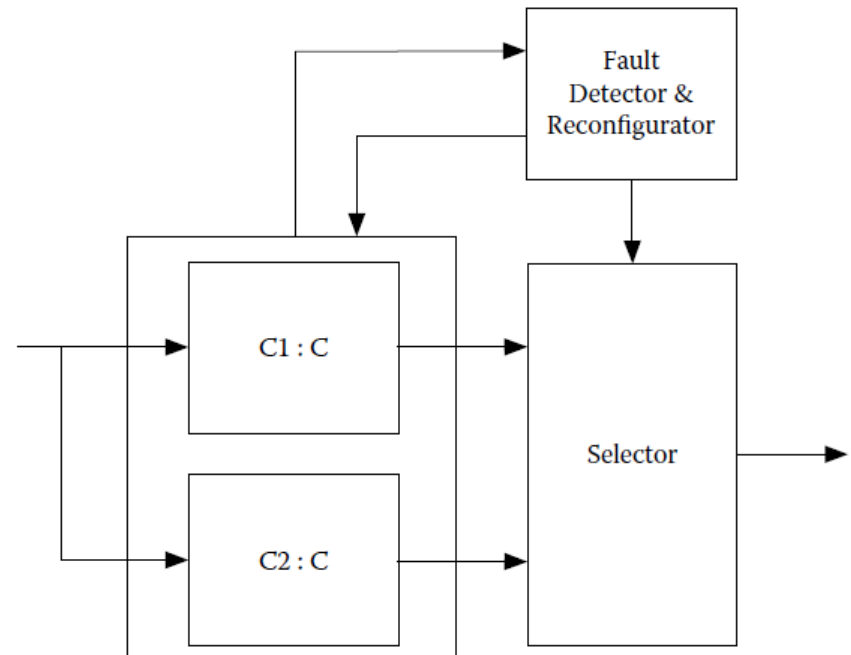 Fault
Detector &
Reconfigurator
C1 : C
Selector
C2 : C